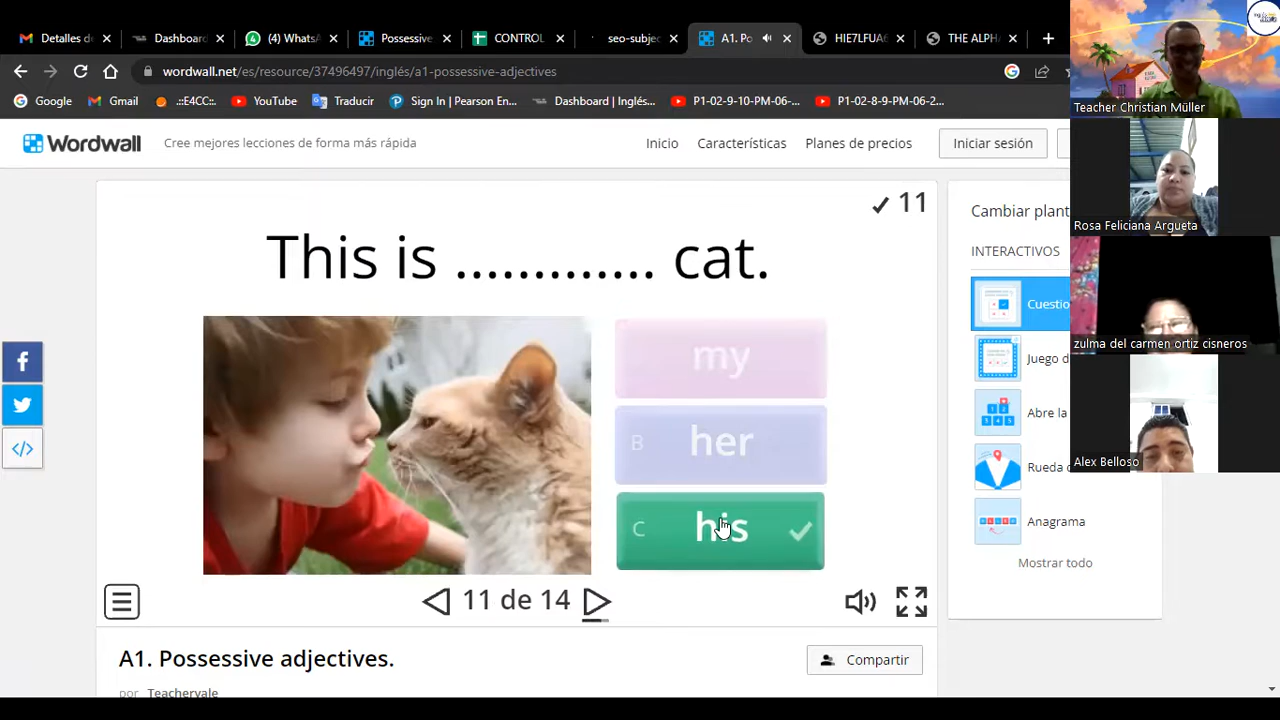 Detalles de
Dashboard
(4) WhatsA
Possessive
CONTROL
seo-subjec
A1. Po
HIE7LFUA6
THE ALPHA
wordwall.net/es/resource/37496497/inglés/a1-possessive-adjectives
Google
Gmail
.::E4CC::.
YouTube
Traducir
Sign In | Pearson En...
Dashboard | Inglés...
P1-02-9-10-PM-06-...
P1-02-8-9-PM-06-2...
Teacher Christian Müller
Wordwall
Cree mejores lecciones de forma más rápida
Inicio
Características
Planes de precios
Iniciar sesión
11
Cambiar plant
Rosa Feliciana Argueta
This is ............. cat.
INTERACTIVOS
Cuestio
my
zulma del carmen ortiz cisneros
Juego d
B her
Abre la
Alex Belloso
Rueda d
C his
Anagrama
Mostrar todo
11 de 14
A1. Possessive adjectives.
Compartir
por Teachervale